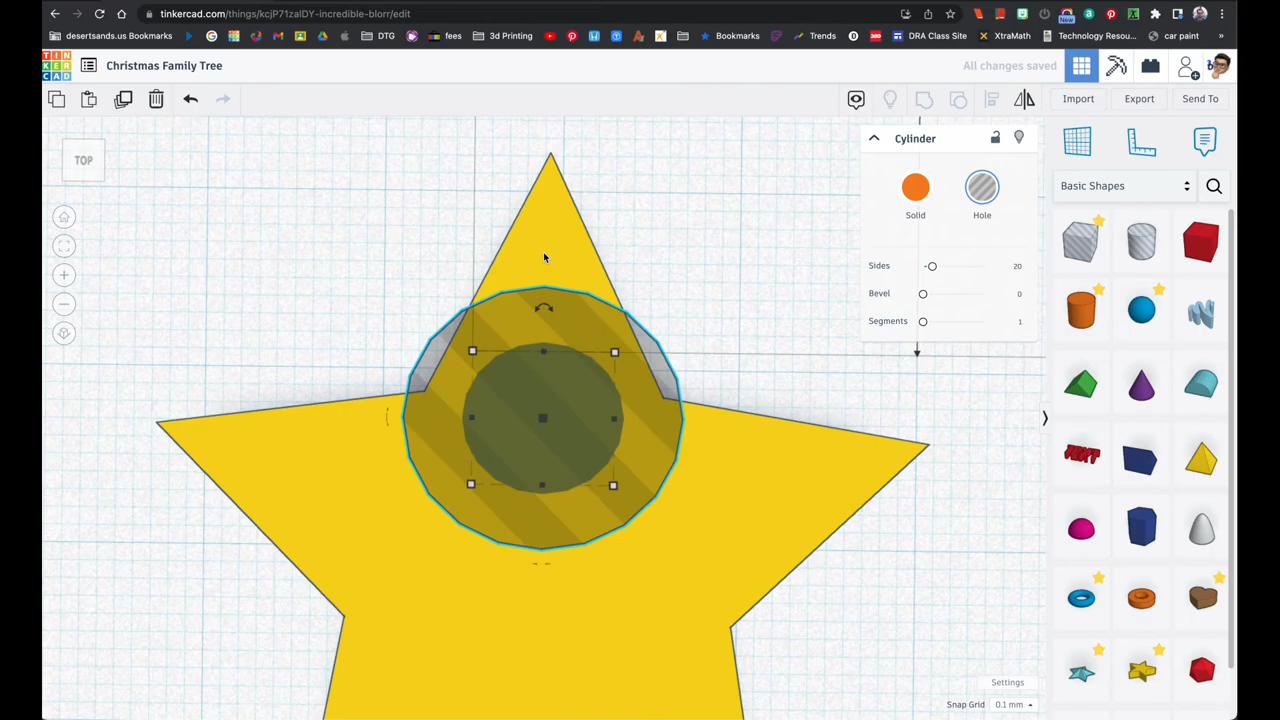 tinkercad.com/things/kcjP71zalDY-incredible-blorr/edit
New
desertsands.us Bookmarks
DTG
fees
3d Printing
Bookmarks
Trends
DRA Class Site
XtraMath
Technology Resou...
car paint
»
TIN
KER
CAD
Christmas Family Tree
All changes saved
Import
Export
Send To
TOP
Cylinder
Solid
Hole
Sides
20
Bevel
0
Segments
1
Basic Shapes
Settings
Snap Grid
0.1 mm